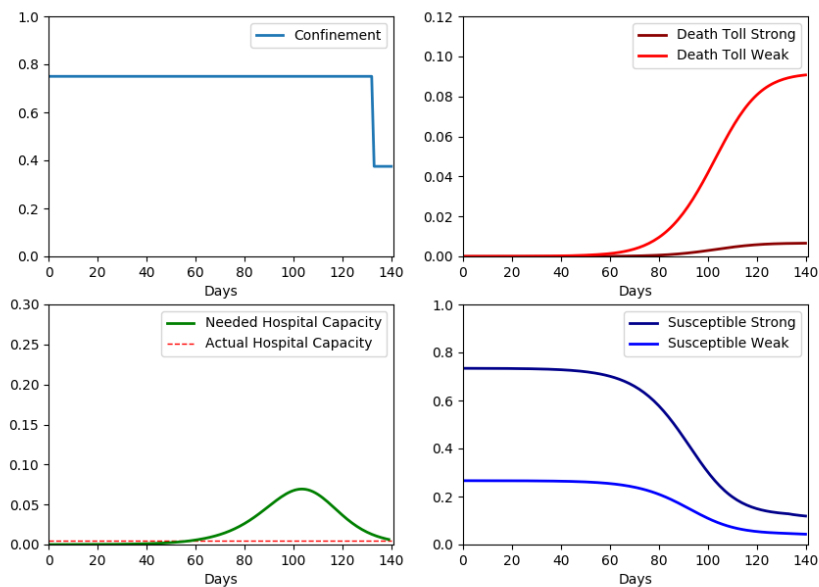 1.0
0.8
0.6
0.4
0.2
0.0
0 20 40 60 80 100 120 140
Days
Confinement
0.12
0.10
0.08
0.06
0.04
0.02
0.00
0 20 40 60 80 100 120 140
Days
Death Toll Strong
Death Toll Weak
0.30
0.25
0.20
0.15
0.10
0.05
0.00
0 20 40 60 80 100 120 140
Days
Needed Hospital Capacity
Actual Hospital Capacity
1.0
0.8
0.6
0.4
0.2
0.0
0 20 40 60 80 100 120 140
Days
Susceptible Strong
Susceptible Weak